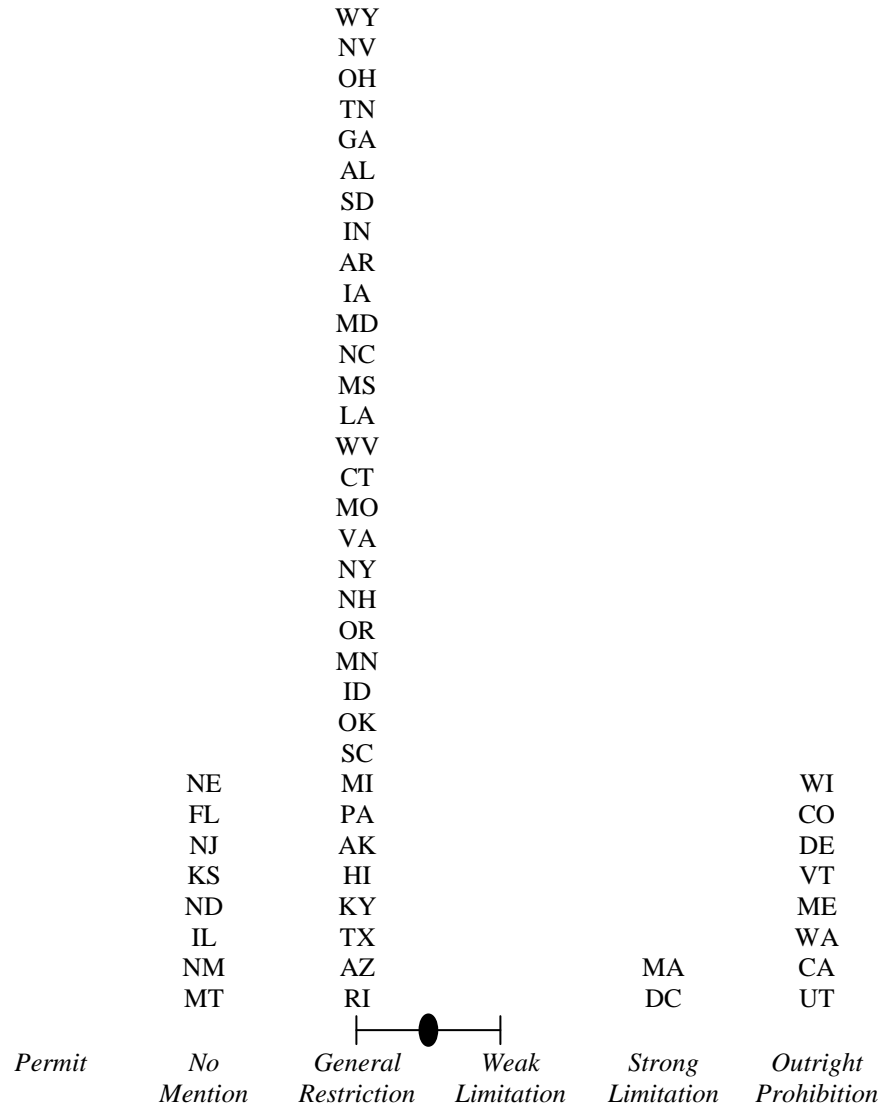 WY
NV
OH
TN
GA
AL
SD
IN
AR
IA
MD
NC
MS
LA
WV
CT
MO
VA
NY
NH
OR
MN
ID
OK
SC
NE MI WI
FL PA CO
NJ AK DE
KS HI VT
ND KY ME
IL TX WA
NM AZ MA CA
MT RI DC UT
Permit No General Weak Strong Outright
Mention Restriction Limitation Limitation Prohibition